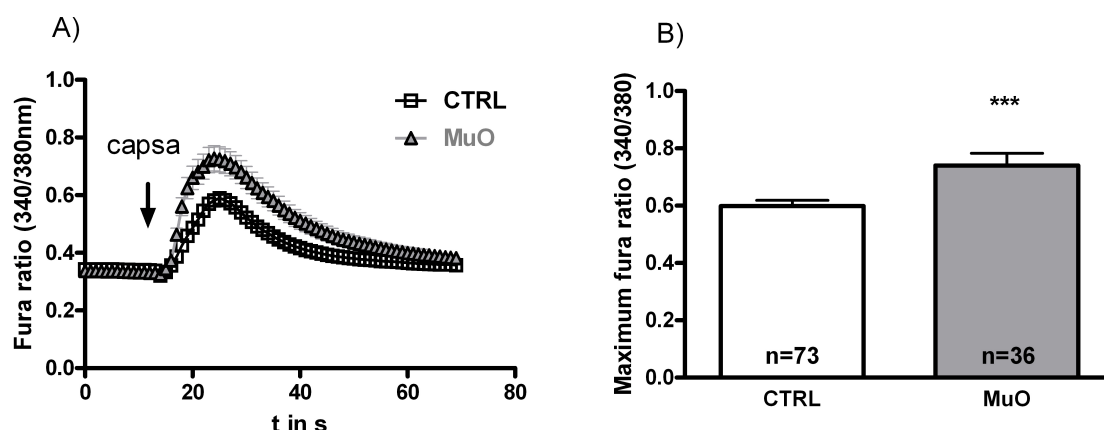 A)
Fura ratio (340/380nm)
1.0
0.8
0.6
0.4
0.2
0.0
capsa
CTRL
MuO
0 20 40 60 80
t in s
B)
Maximum fura ratio (340/380)
1.0
0.8
0.6
0.4
0.2
0.0
***
n=73 n=36
CTRL MuO